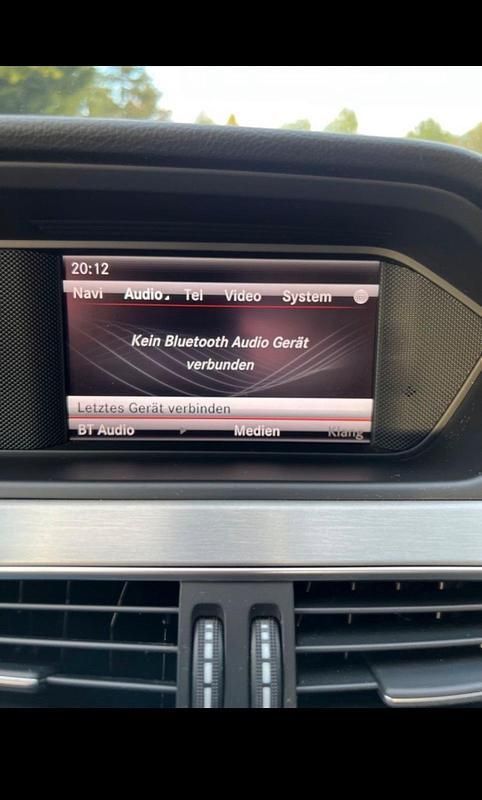 20:12
Navi Audio Tel Video System
Kein Bluetooth Audio Gerät
verbunden
Letztes Gerät verbinden
BT Audio Medien Klang